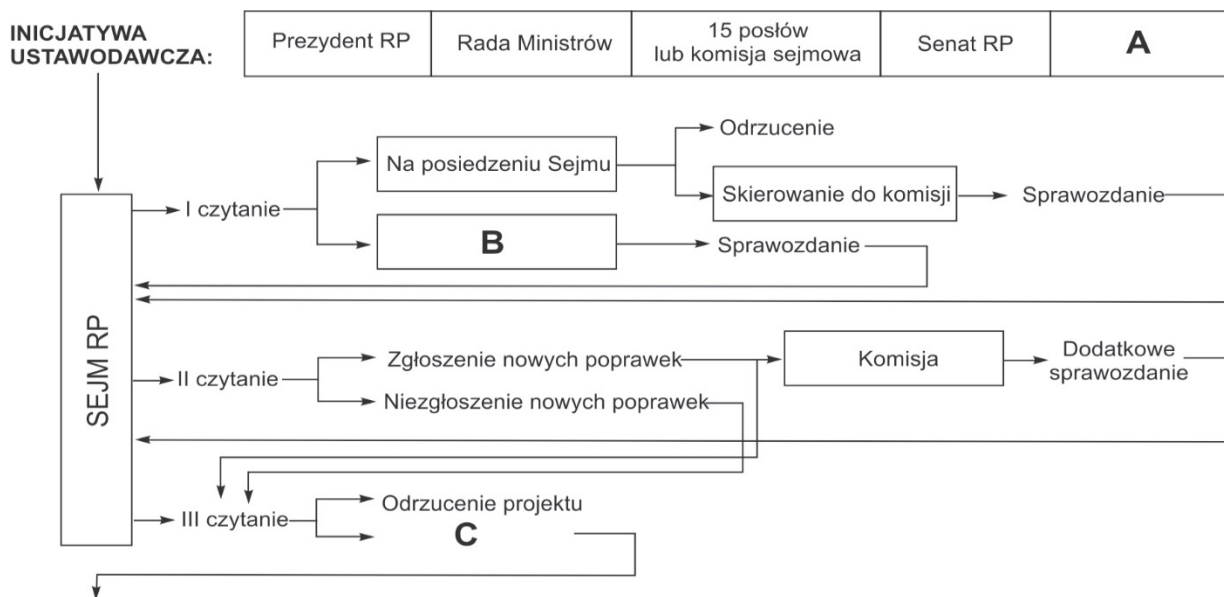 INICJATYWA
USTAWODAWCZA:
Prezydent RP
Rada Ministrów
15 posłów
lub komisja sejmowa
Senat RP
A
Odrzucenie
Na posiedzeniu Sejmu
Skierowanie do komisji
Sprawozdanie
I czytanie
B
Sprawozdanie
SEJM RP
Zgłoszenie nowych poprawek
Komisja
Dodatkowe
sprawozdanie
II czytanie
Niezgłoszenie nowych poprawek
Odrzucenie projektu
III czytanie
C